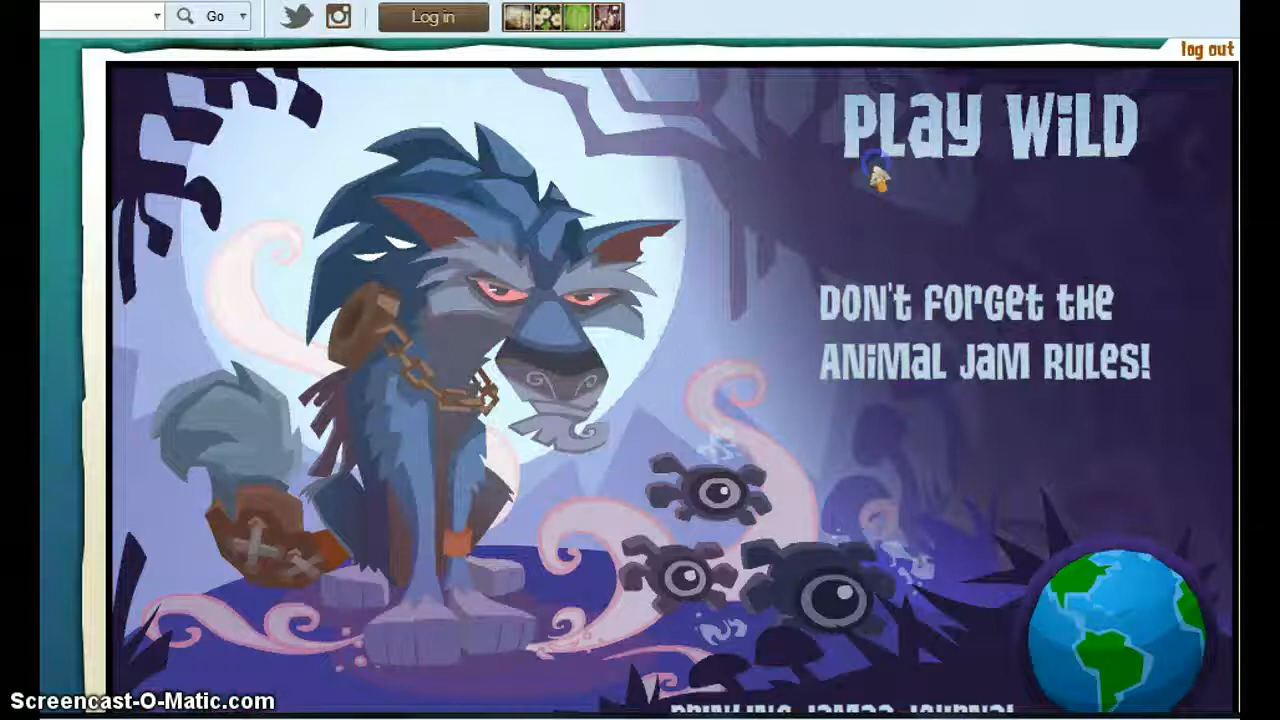 Go
Log in
log out
PLAY WILD
DON'T FORGET THE
ANIMAL JAM RULES!
Screencast-O-Matic.com